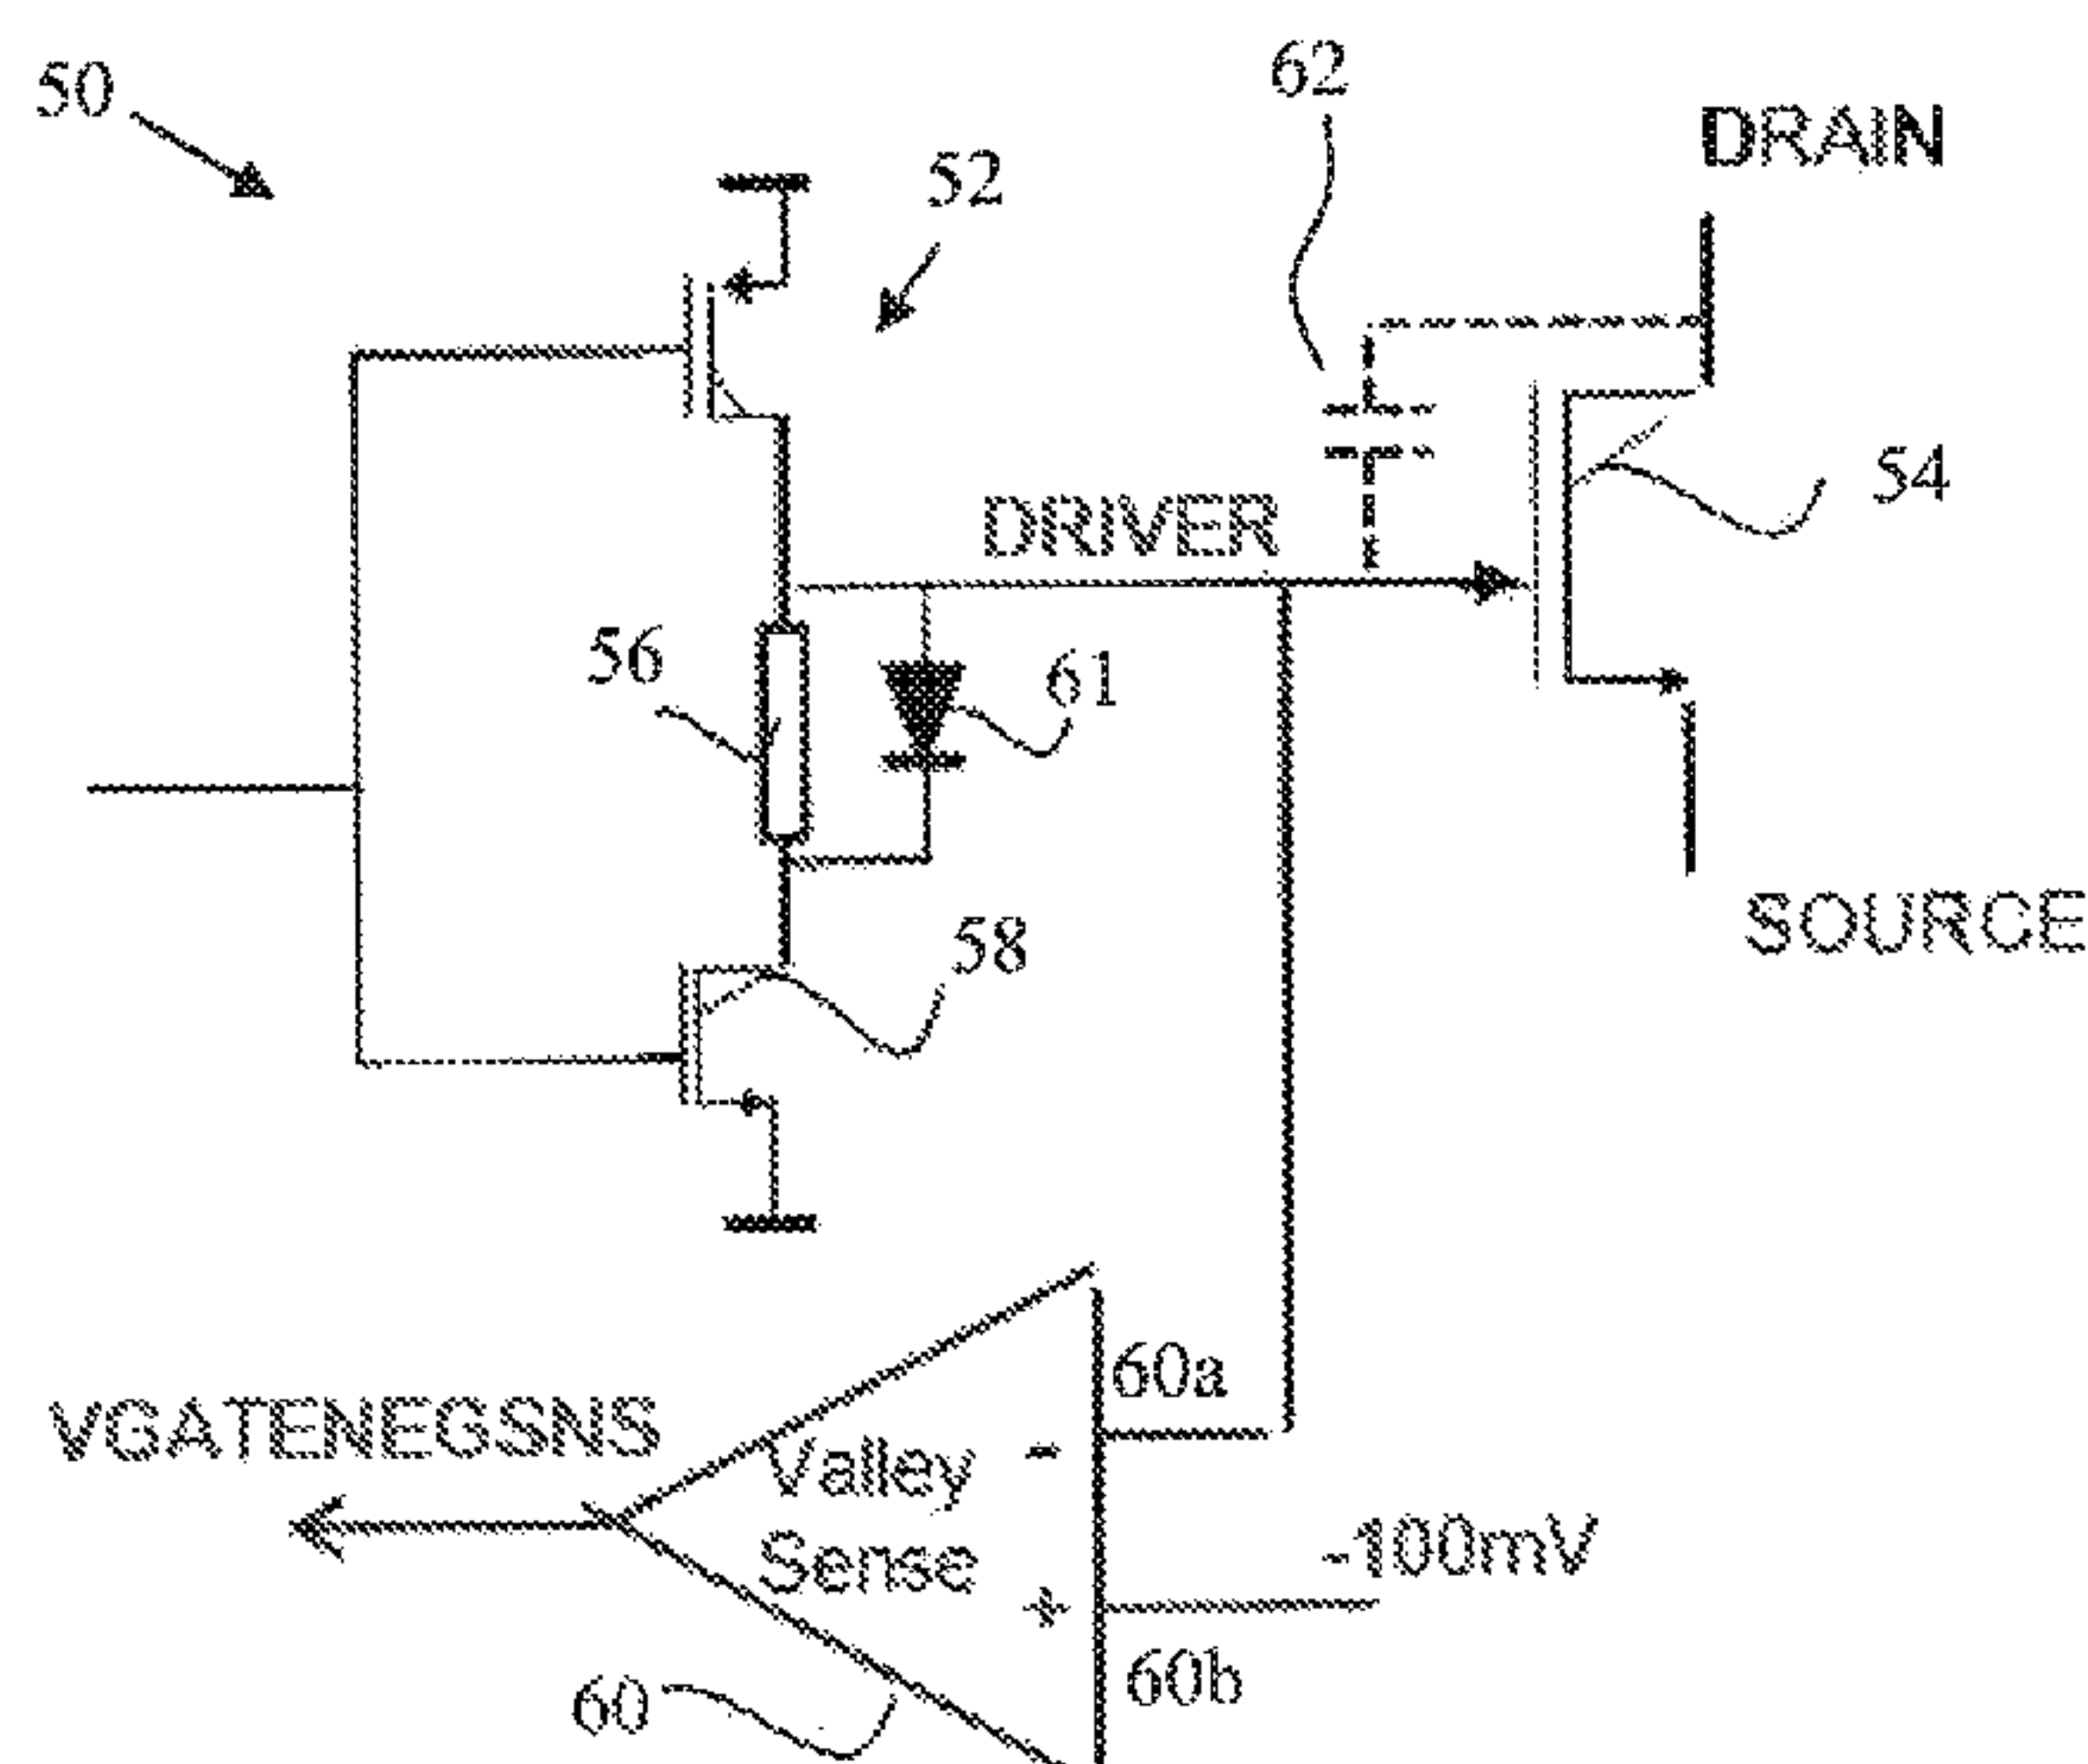 50
62
DRAIN
52
54
DRIVER
56
61
58
SOURCE
60a
VGATENEGSNS
Valley
Sense
-
+
-100mV
60b
60